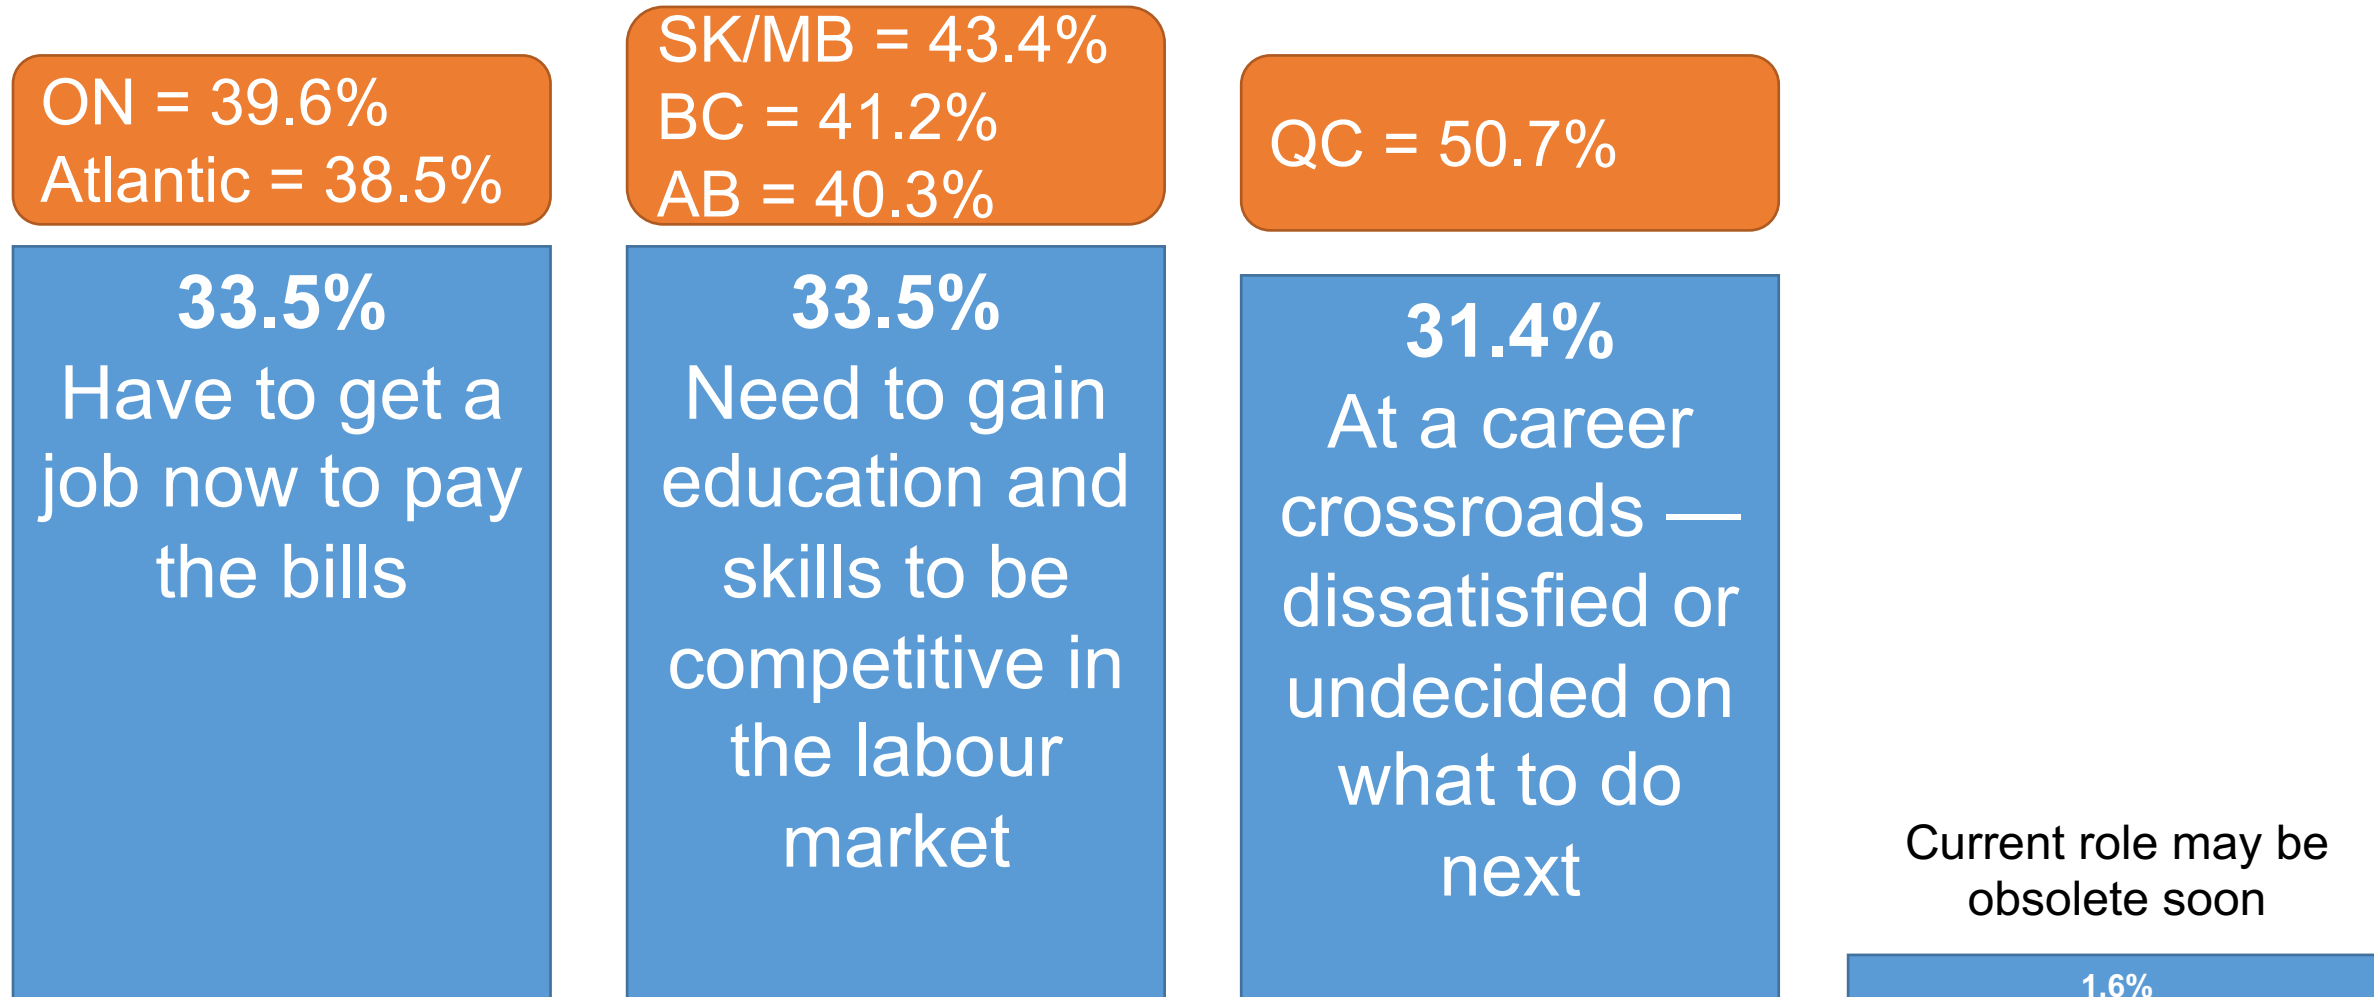 ON = 39.6%
Atlantic = 38.5%
33.5%
Have to get a
job now to pay
the bills
SK/MB = 43.4%
BC = 41.2%
AB = 40.3%
33.5%
Need to gain
education and
skills to be
competitive in
the labour
market
QC = 50.7%
31.4%
At a career
crossroads —
dissatisfied or
undecided on
what to do
next
Current role may be
obsolete soon
1.6%